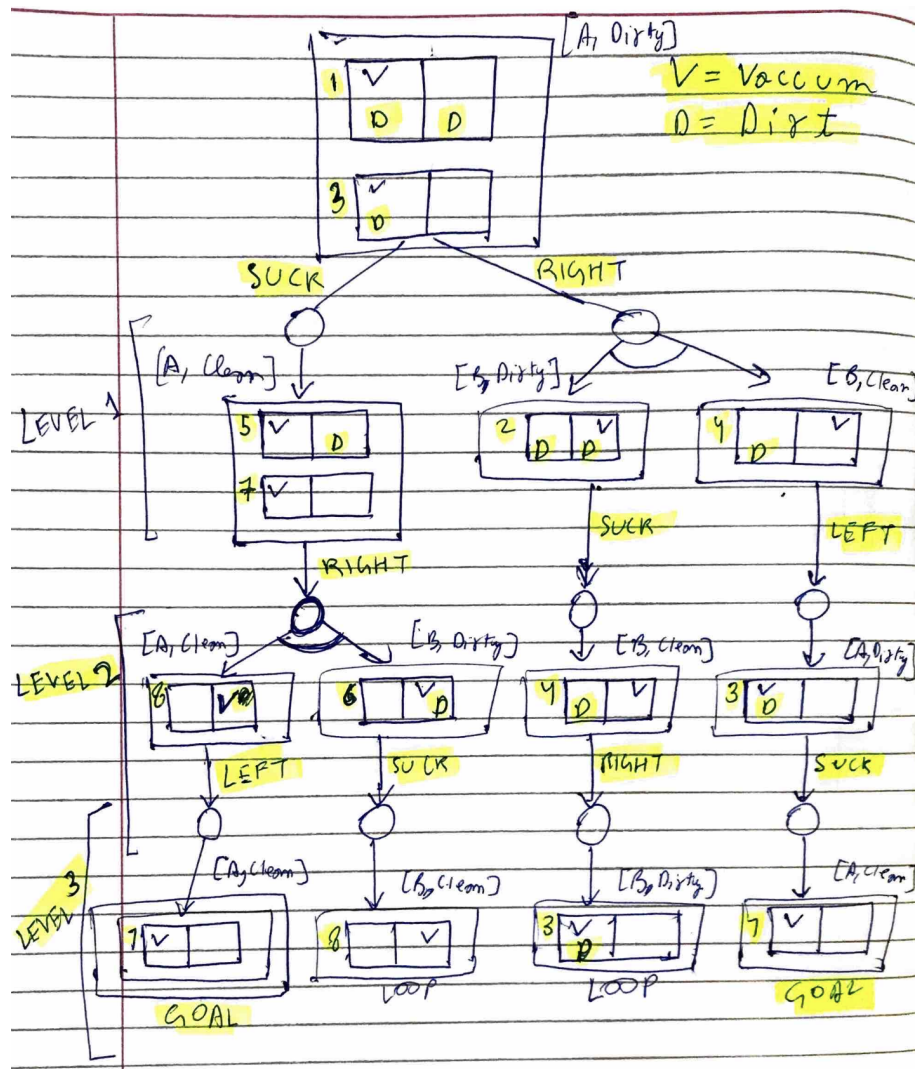 [A, Dirty]
V = Vaccum
D = Dirt
1 V
D D
3 V
D
SUCK RIGHT
LEVEL 1
[A, Clean] [B, Dirty] [B, Clean]
5 V D
2 D D V
4 D V
7 V
RIGHT SUCK LEFT
LEVEL 2
[A, Clean] [B, Dirty] [B, Clean] [A, Dirty]
8 V
6 V D
4 D V
3 V D
LEFT SUCK RIGHT SUCK
LEVEL 3
[A, Clean] [B, Clean] [B, Dirty] [A, Clean]
7 V
8 V
3 V D
7 V
GOAL LOOP LOOP GOAL